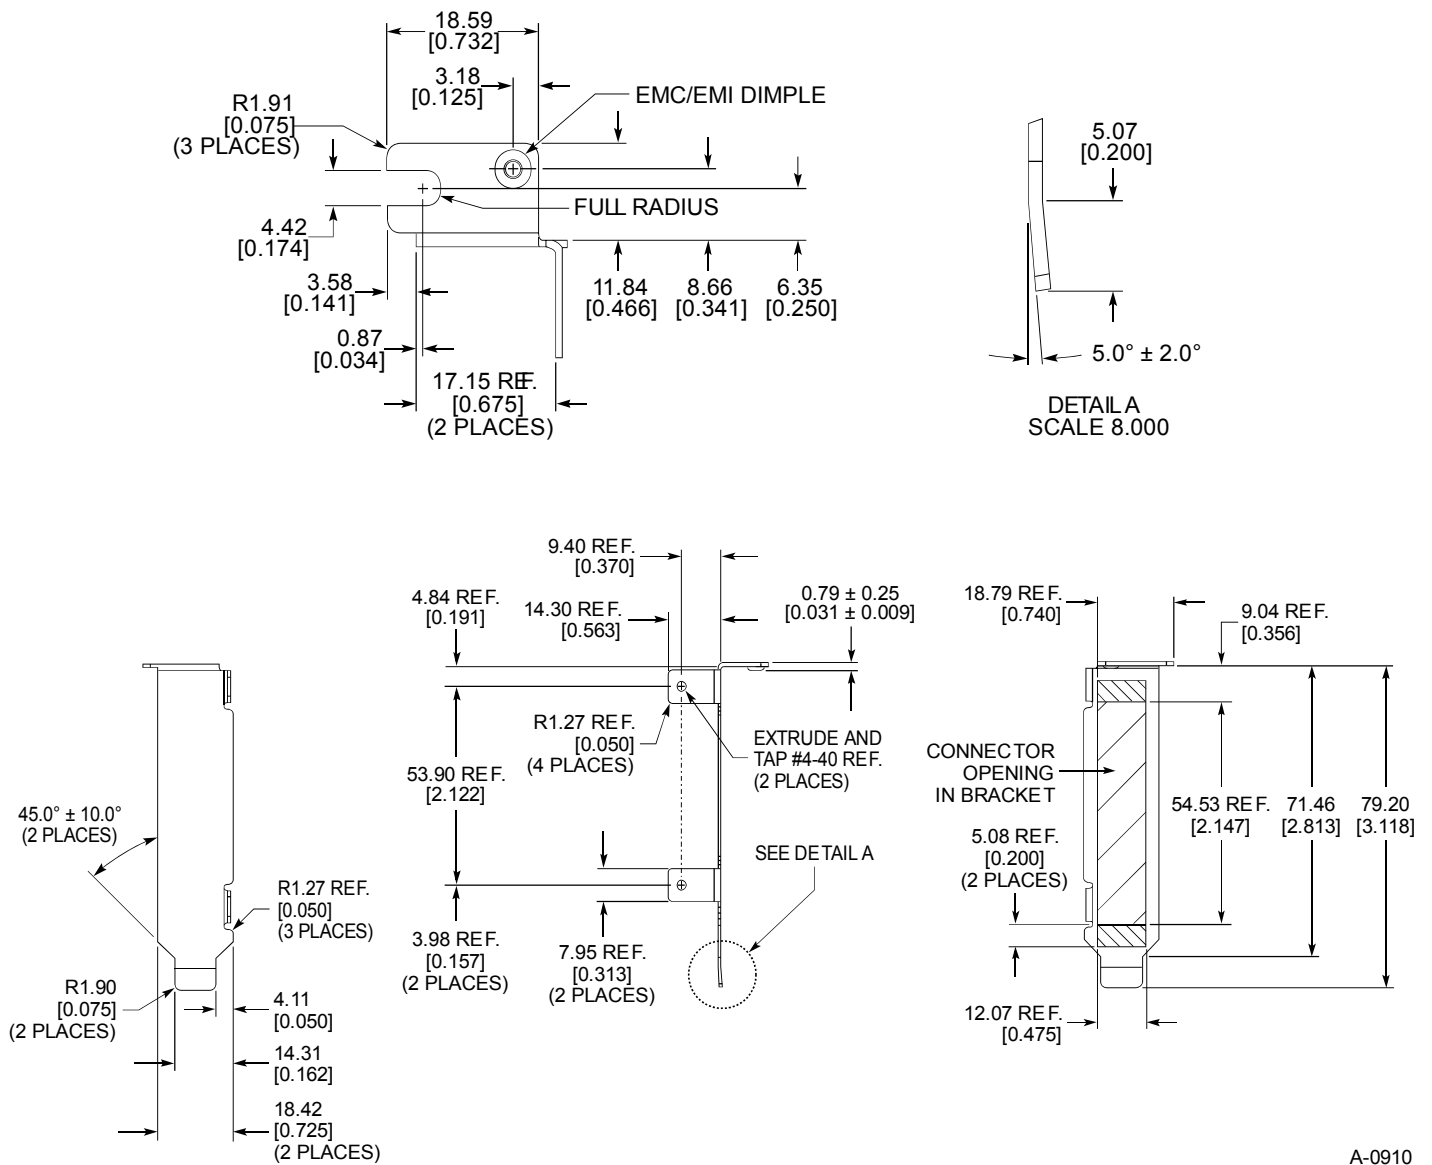 18.59
[0.732]
3.18
[0.125]
EMC/EMI DIMPLE
R1.91
[0.075]
(3 PLACES)
FULL RADIUS
4.42
[0.174]
3.58
[0.141]
0.87
[0.034]
17.15 REF.
[0.675]
(2 PLACES)
11.84
[0.466]
8.66
[0.341]
6.35
[0.250]
5.07
[0.200]
5.0° ± 2.0°
DETAIL A
SCALE 8.000
45.0° ± 10.0°
(2 PLACES)
R1.27 REF.
[0.050]
(3 PLACES)
R1.90
[0.075]
(2 PLACES)
4.11
[0.050]
14.31
[0.162]
18.42
[0.725]
(2 PLACES)
9.40 REF.
[0.370]
4.84 REF.
[0.191]
14.30 REF.
[0.563]
0.79 ± 0.25
[0.031 ± 0.009]
R1.27 REF.
[0.050]
(4 PLACES)
EXTRUDE AND
TAP #4-40 REF.
(2 PLACES)
53.90 REF.
[2.122]
SEE DETAIL A
3.98 REF.
[0.157]
(2 PLACES)
7.95 REF.
[0.313]
(2 PLACES)
18.79 REF.
[0.740]
9.04 REF.
[0.356]
CONNECTOR
OPENING
IN BRACKET
54.53 REF.
[2.147]
71.46
[2.813]
79.20
[3.118]
5.08 REF.
[0.200]
(2 PLACES)
12.07 REF.
[0.475]
A-0910